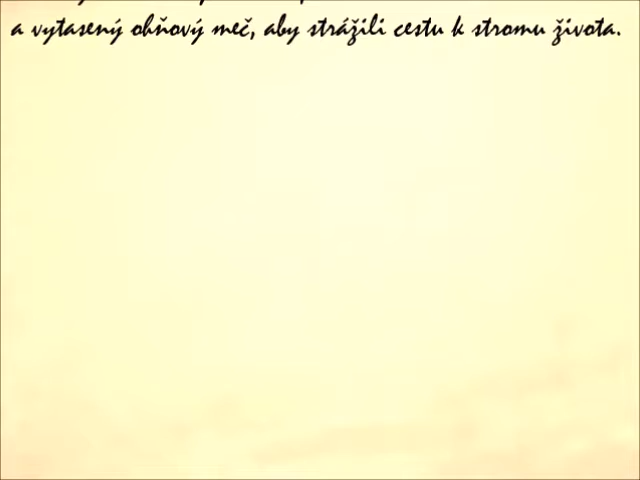 a vytasený ohňový meč, aby strážili cestu k stromu života.